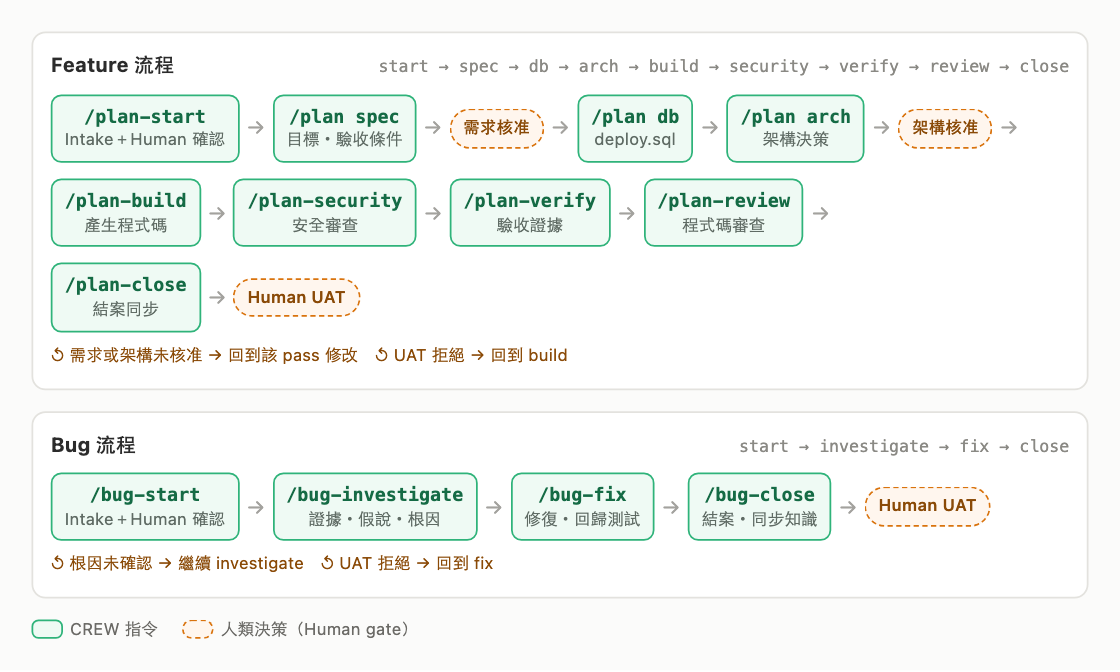 Feature 流程
start → spec → db → arch → build → security → verify → review → close
/plan-start
Intake＋Human 確認
→
/plan spec
目標・驗收條件
→
需求核准
→
/plan db
deploy.sql
→
/plan arch
架構決策
→
架構核准
→
/plan-build
產生程式碼
→
/plan-security
安全審查
→
/plan-verify
驗收證據
→
/plan-review
程式碼審查
→
/plan-close
結案同步
→
Human UAT
↺ 需求或架構未核准 → 回到該 pass 修改 ↺ UAT 拒絕 → 回到 build
Bug 流程
start → investigate → fix → close
/bug-start
Intake＋Human 確認
→
/bug-investigate
證據・假說・根因
→
/bug-fix
修復・回歸測試
→
/bug-close
結案・同步知識
→
Human UAT
↺ 根因未確認 → 繼續 investigate ↺ UAT 拒絕 → 回到 fix
CREW 指令
人類決策（Human gate）